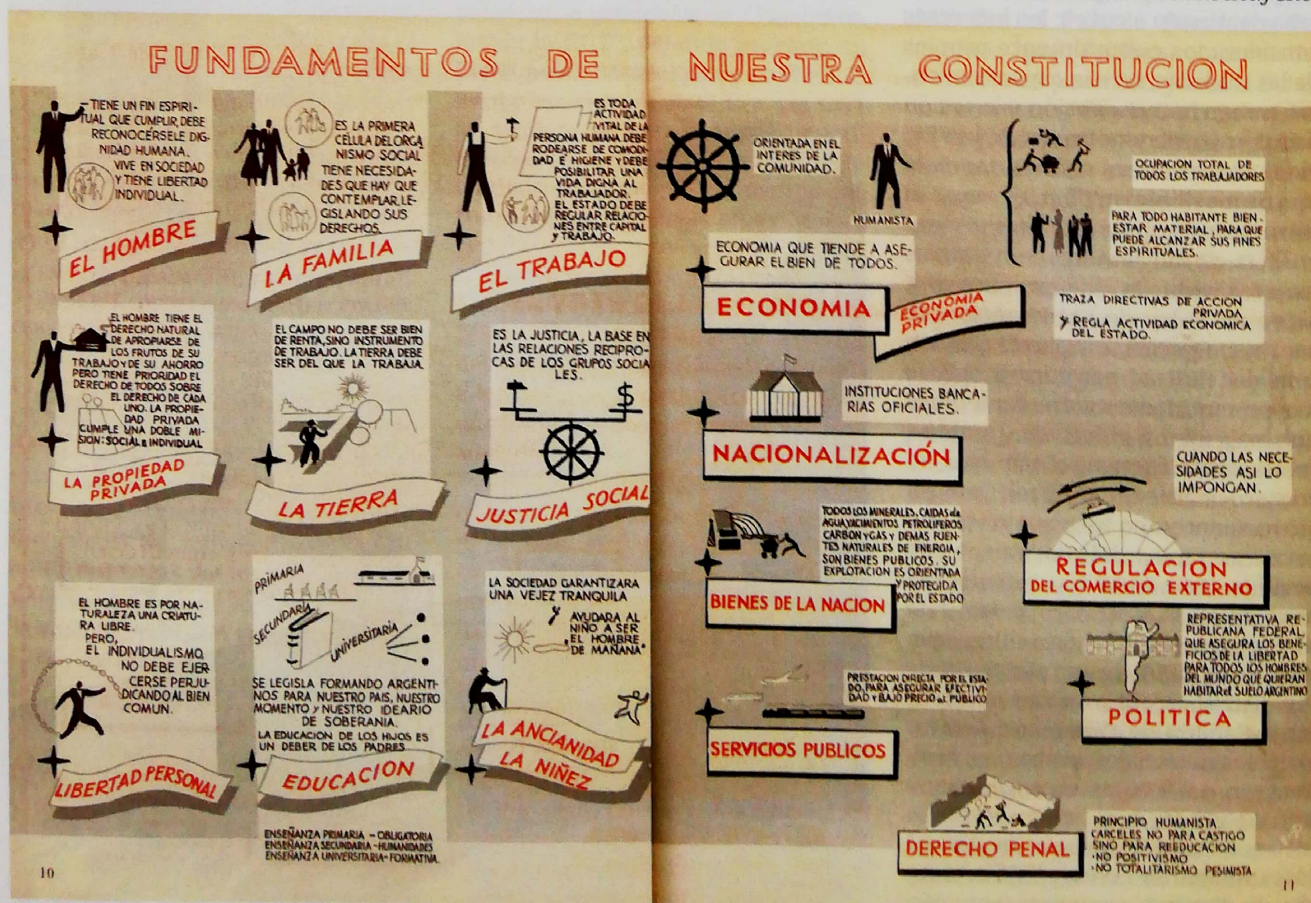 FUNDAMENTOS DE
TIENE UN FIN ESPIRI-
TUAL QUE CUMPLIR, DEBE
RECONOCÉRSELE DIG-
NIDAD HUMANA.
VIVE EN SOCIEDAD
Y TIENE LIBERTAD
INDIVIDUAL.
EL HOMBRE
ES LA PRIMERA
CÉLULA DEL ORGA
NISMO SOCIAL
TIENE NECESIDA-
DES QUE HAY QUE
CONTEMPLAR, LE-
GISLANDO SUS
DERECHOS.
LA FAMILIA
ES TODA
ACTIVIDAD
VITAL DE LA
PERSONA HUMANA. DEBE
RODEARSE DE COMODI-
DAD E HIGIENE Y DEBE
POSIBILITAR UNA
VIDA DIGNA AL
TRABAJADOR.
EL ESTADO DEBE
REGULAR RELACIO-
NES ENTRE CAPITAL
Y TRABAJO.
EL TRABAJO
EL HOMBRE TIENE EL
DERECHO NATURAL
DE APROPIARSE DE
LOS FRUTOS DE SU
TRABAJO Y DE SU AHORRO
PERO TIENE PRIORIDAD EL
DERECHO DE TODOS SOBRE
EL DERECHO DE CADA
UNO. LA PROPIE-
DAD PRIVADA
CUMPLE UNA DOBLE MI-
SION: SOCIAL e INDIVIDUAL
LA PROPIEDAD
PRIVADA
EL CAMPO NO DEBE SER BIEN
DE RENTA, SINO INSTRUMENTO
DE TRABAJO. LA TIERRA DEBE
SER DEL QUE LA TRABAJA.
LA TIERRA
ES LA JUSTICIA, LA BASE EN
LAS RELACIONES RECIPRO-
CAS DE LOS GRUPOS SOCIA
LES.
$
JUSTICIA SOCIAL
EL HOMBRE ES POR NA-
TURALEZA UNA CRIATU-
RA LIBRE.
PERO,
EL INDIVIDUALISMO,
NO DEBE EJER
CERSE PERJU-
DICANDO AL BIEN
COMUN.
LIBERTAD PERSONAL
PRIMARIA
SECUNDARIA
UNIVERSITARIA
SE LEGISLA FORMANDO ARGENTI-
NOS PARA NUESTRO PAIS, NUESTRO
MOMENTO y NUESTRO IDEARIO
DE SOBERANIA.
LA EDUCACION DE LOS HIJOS ES
UN DEBER DE LOS PADRES
EDUCACION
ENSEÑANZA PRIMARIA - OBLIGATORIA
ENSEÑANZA SECUNDARIA - HUMANIDADES
ENSEÑANZA UNIVERSITARIA - FORMATIVA.
LA SOCIEDAD GARANTIZARA
UNA VEJEZ TRANQUILA
y
AYUDARA AL
NIÑO A SER
EL HOMBRE
DE MAÑANA"
LA ANCIANIDAD
LA NIÑEZ
10
NUESTRA CONSTITUCION
ORIENTADA EN EL
INTERES DE LA
COMUNIDAD.
HUMANISTA
OCUPACION TOTAL DE
TODOS LOS TRABAJADORES
PARA TODO HABITANTE BIEN-
ESTAR MATERIAL, PARA QUE
PUEDE ALCANZAR SUS FINES
ESPIRITUALES.
ECONOMIA QUE TIENDE A ASE-
GURAR EL BIEN DE TODOS.
ECONOMIA
ECONOMIA
PRIVADA
TRAZA DIRECTIVAS DE ACCION
PRIVADA
y REGLA ACTIVIDAD ECONOMICA
DEL ESTADO.
INSTITUCIONES BANCA-
RIAS OFICIALES.
NACIONALIZACIÓN
CUANDO LAS NECE-
SIDADES ASI LO
IMPONGAN.
REGULACION
DEL COMERCIO EXTERNO
TODOS LOS MINERALES, CAIDAS de
AGUA, YACIMIENTOS PETROLIFEROS
CARBON y GAS y DEMAS FUEN-
TES NATURALES DE ENERGIA,
SON BIENES PUBLICOS. SU
EXPLOTACION ES ORIENTADA
y PROTEGIDA
POR EL ESTADO
BIENES DE LA NACION
REPRESENTATIVA RE-
PUBLICANA FEDERAL,
QUE ASEGURA LOS BENE-
FICIOS DE LA LIBERTAD
PARA TODOS LOS HOMBRES
DEL MUNDO QUE QUIERAN
HABITAR el SUELO ARGENTINO
POLITICA
PRESTACION DIRECTA POR EL ESTA-
DO, PARA ASEGURAR EFECTIVI-
DAD y BAJO PRECIO al PUBLICO
SERVICIOS PUBLICOS
DERECHO PENAL
PRINCIPIO HUMANISTA
CARCELES NO PARA CASTIGO
SINO PARA REEDUCACION
·NO POSITIVISMO
·NO TOTALITARISMO PESIMISTA
11